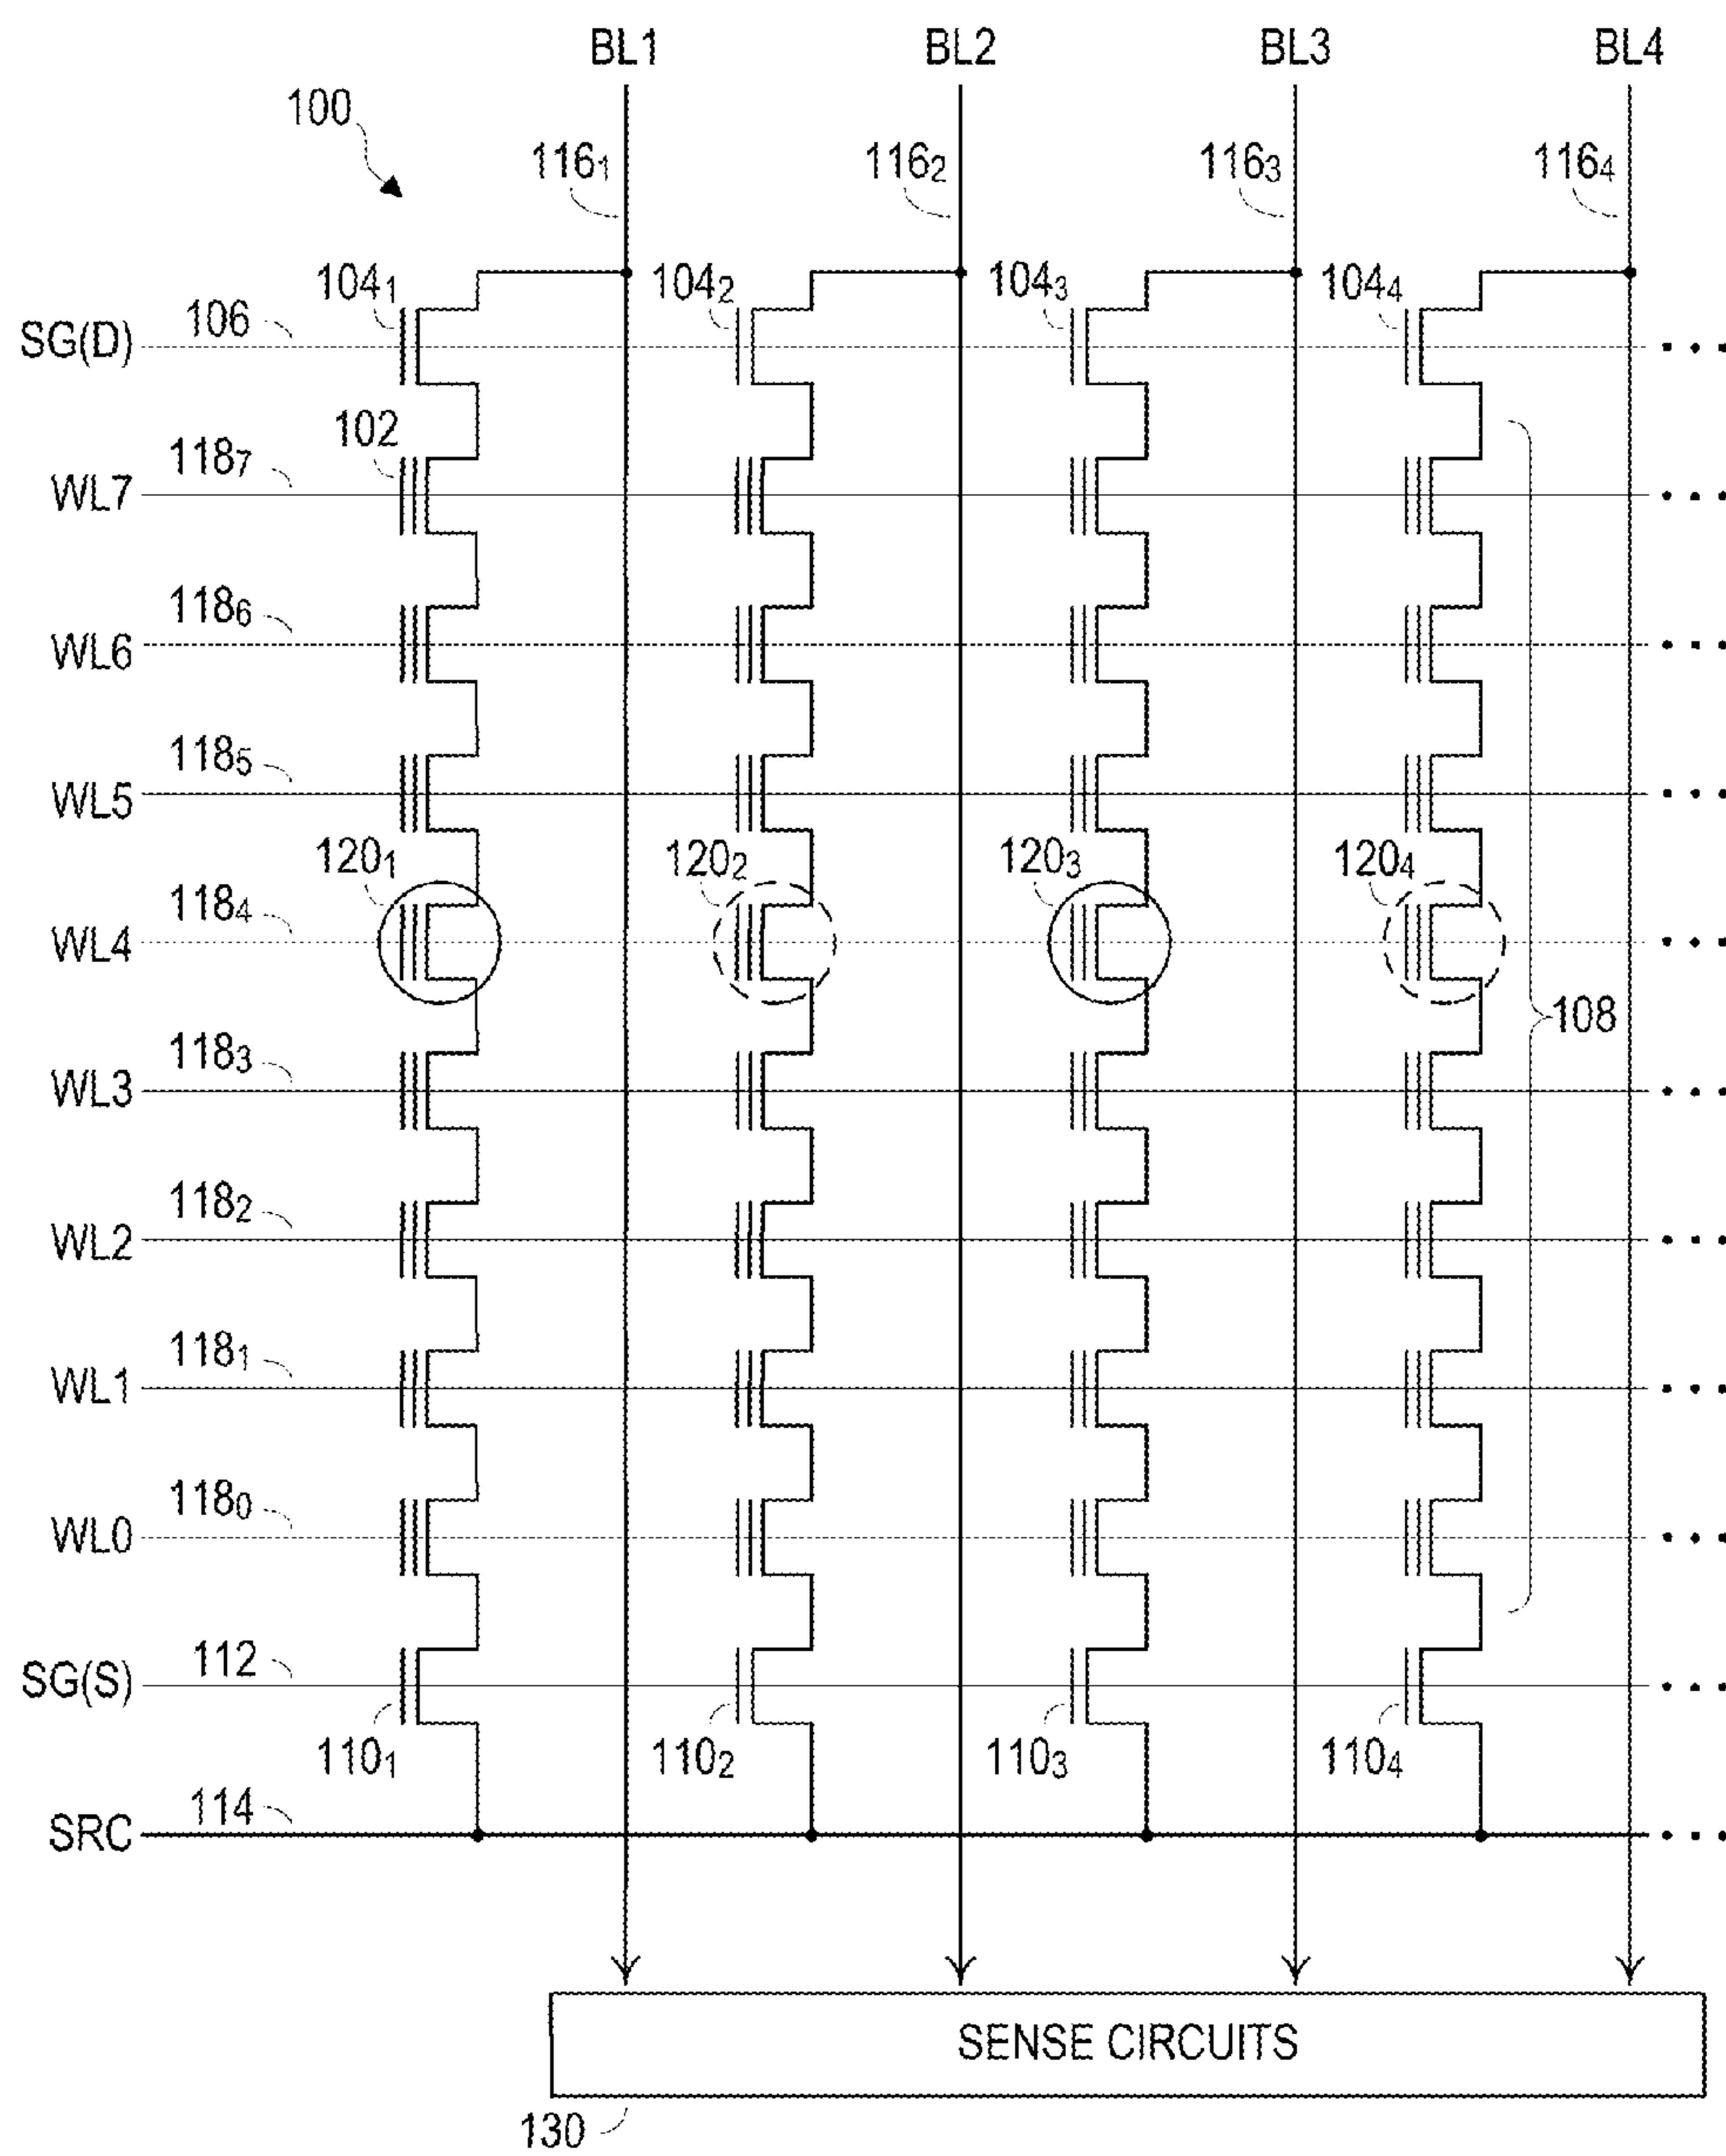 BL1 BL2 BL3 BL4
100
116₁ 116₂ 116₃ 116₄
104₁ 104₂ 104₃ 104₄
106
SG(D)
102
118₇
WL7
118₆
WL6
118₅
WL5
120₁ 120₂ 120₃ 120₄
118₄
WL4
108
118₃
WL3
118₂
WL2
118₁
WL1
118₀
WL0
112
SG(S)
110₁ 110₂ 110₃ 110₄
114
SRC
SENSE CIRCUITS
130